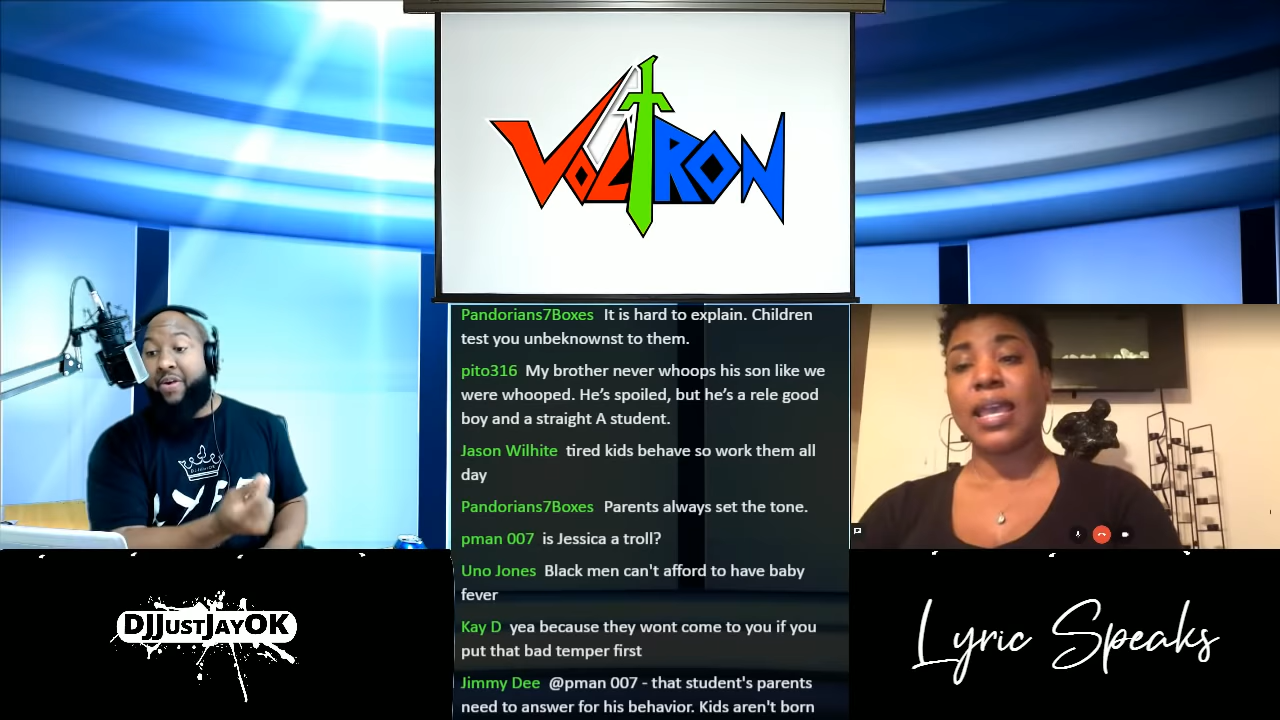 VOLTRON
Pandorians7Boxes It is hard to explain. Children
test you unbeknownst to them.
pito316 My brother never whoops his son like we
were whooped. He’s spoiled, but he’s a rele good
boy and a straight A student.
Jason Wilhite tired kids behave so work them all
day
Pandorians7Boxes Parents always set the tone.
pman 007 is Jessica a troll?
Uno Jones Black men can't afford to have baby
fever
Kay D yea because they wont come to you if you
put that bad temper first
Jimmy Dee @pman 007 - that student's parents
need to answer for his behavior. Kids aren't born
DJJUSTJAYOK
Lyric Speaks